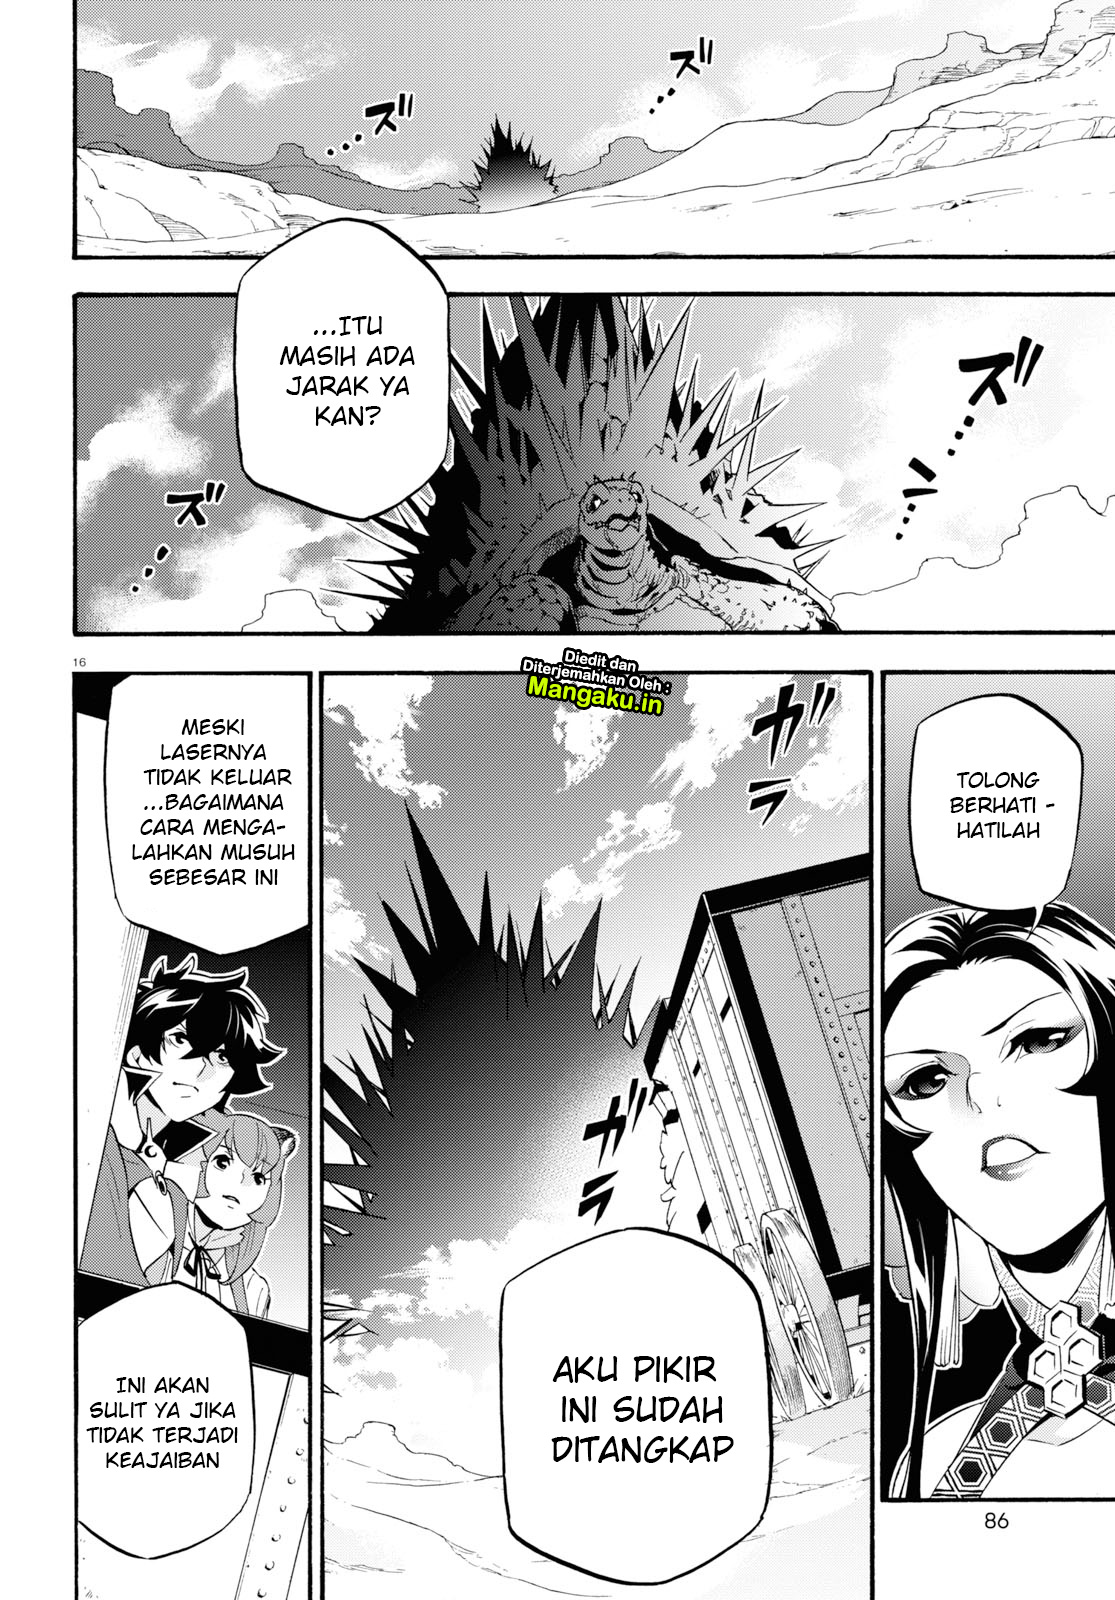 ズ
ズ
...ITU
MASIH ADA
JARAK YA
KAN?
ズ
ズ
16
Diedit dan
Diterjemahkan Oleh :
Mangaku.in
TOLONG
BERHATI -
HATILAH
ガラ
ガラ
AKU PIKIR
INI SUDAH
DITANGKAP
MESKI
LASERNYA
TIDAK KELUAR
...BAGAIMANA
CARA MENGA-
LAHKAN MUSUH
SEBESAR INI
INI AKAN
SULIT YA JIKA
TIDAK TERJADI
KEAJAIBAN
86